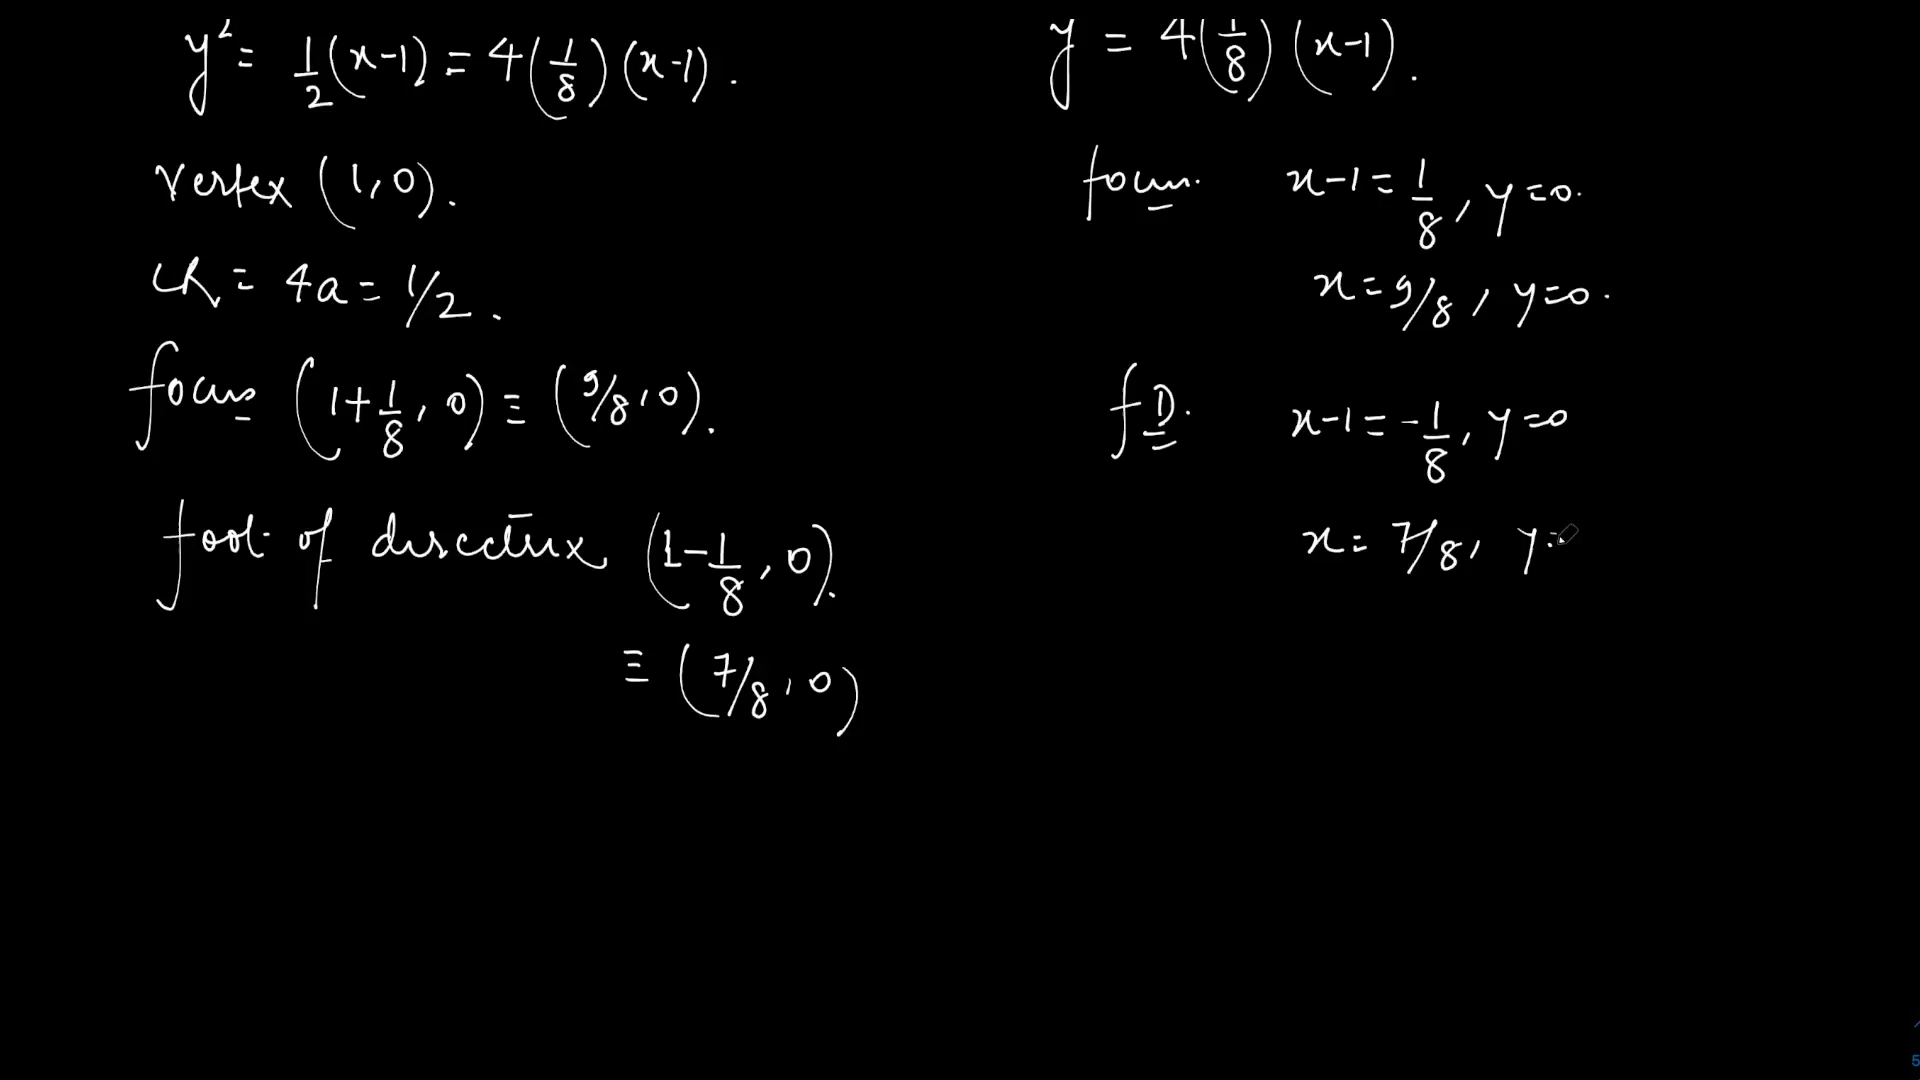 y² = 1/2 (x-1) = 4(1/8)(x-1).
vertex (1,0).
LR = 4a = 1/2.
focus (1+1/8, 0) ≡ (9/8, 0).
foot of directrix (1-1/8, 0).
≡ (7/8, 0)
y = 4(1/8)(x-1).
focus. x-1 = 1/8, y=0.
x = 9/8, y=0.
fD. x-1 = -1/8, y=0
x = 7/8, y=
5